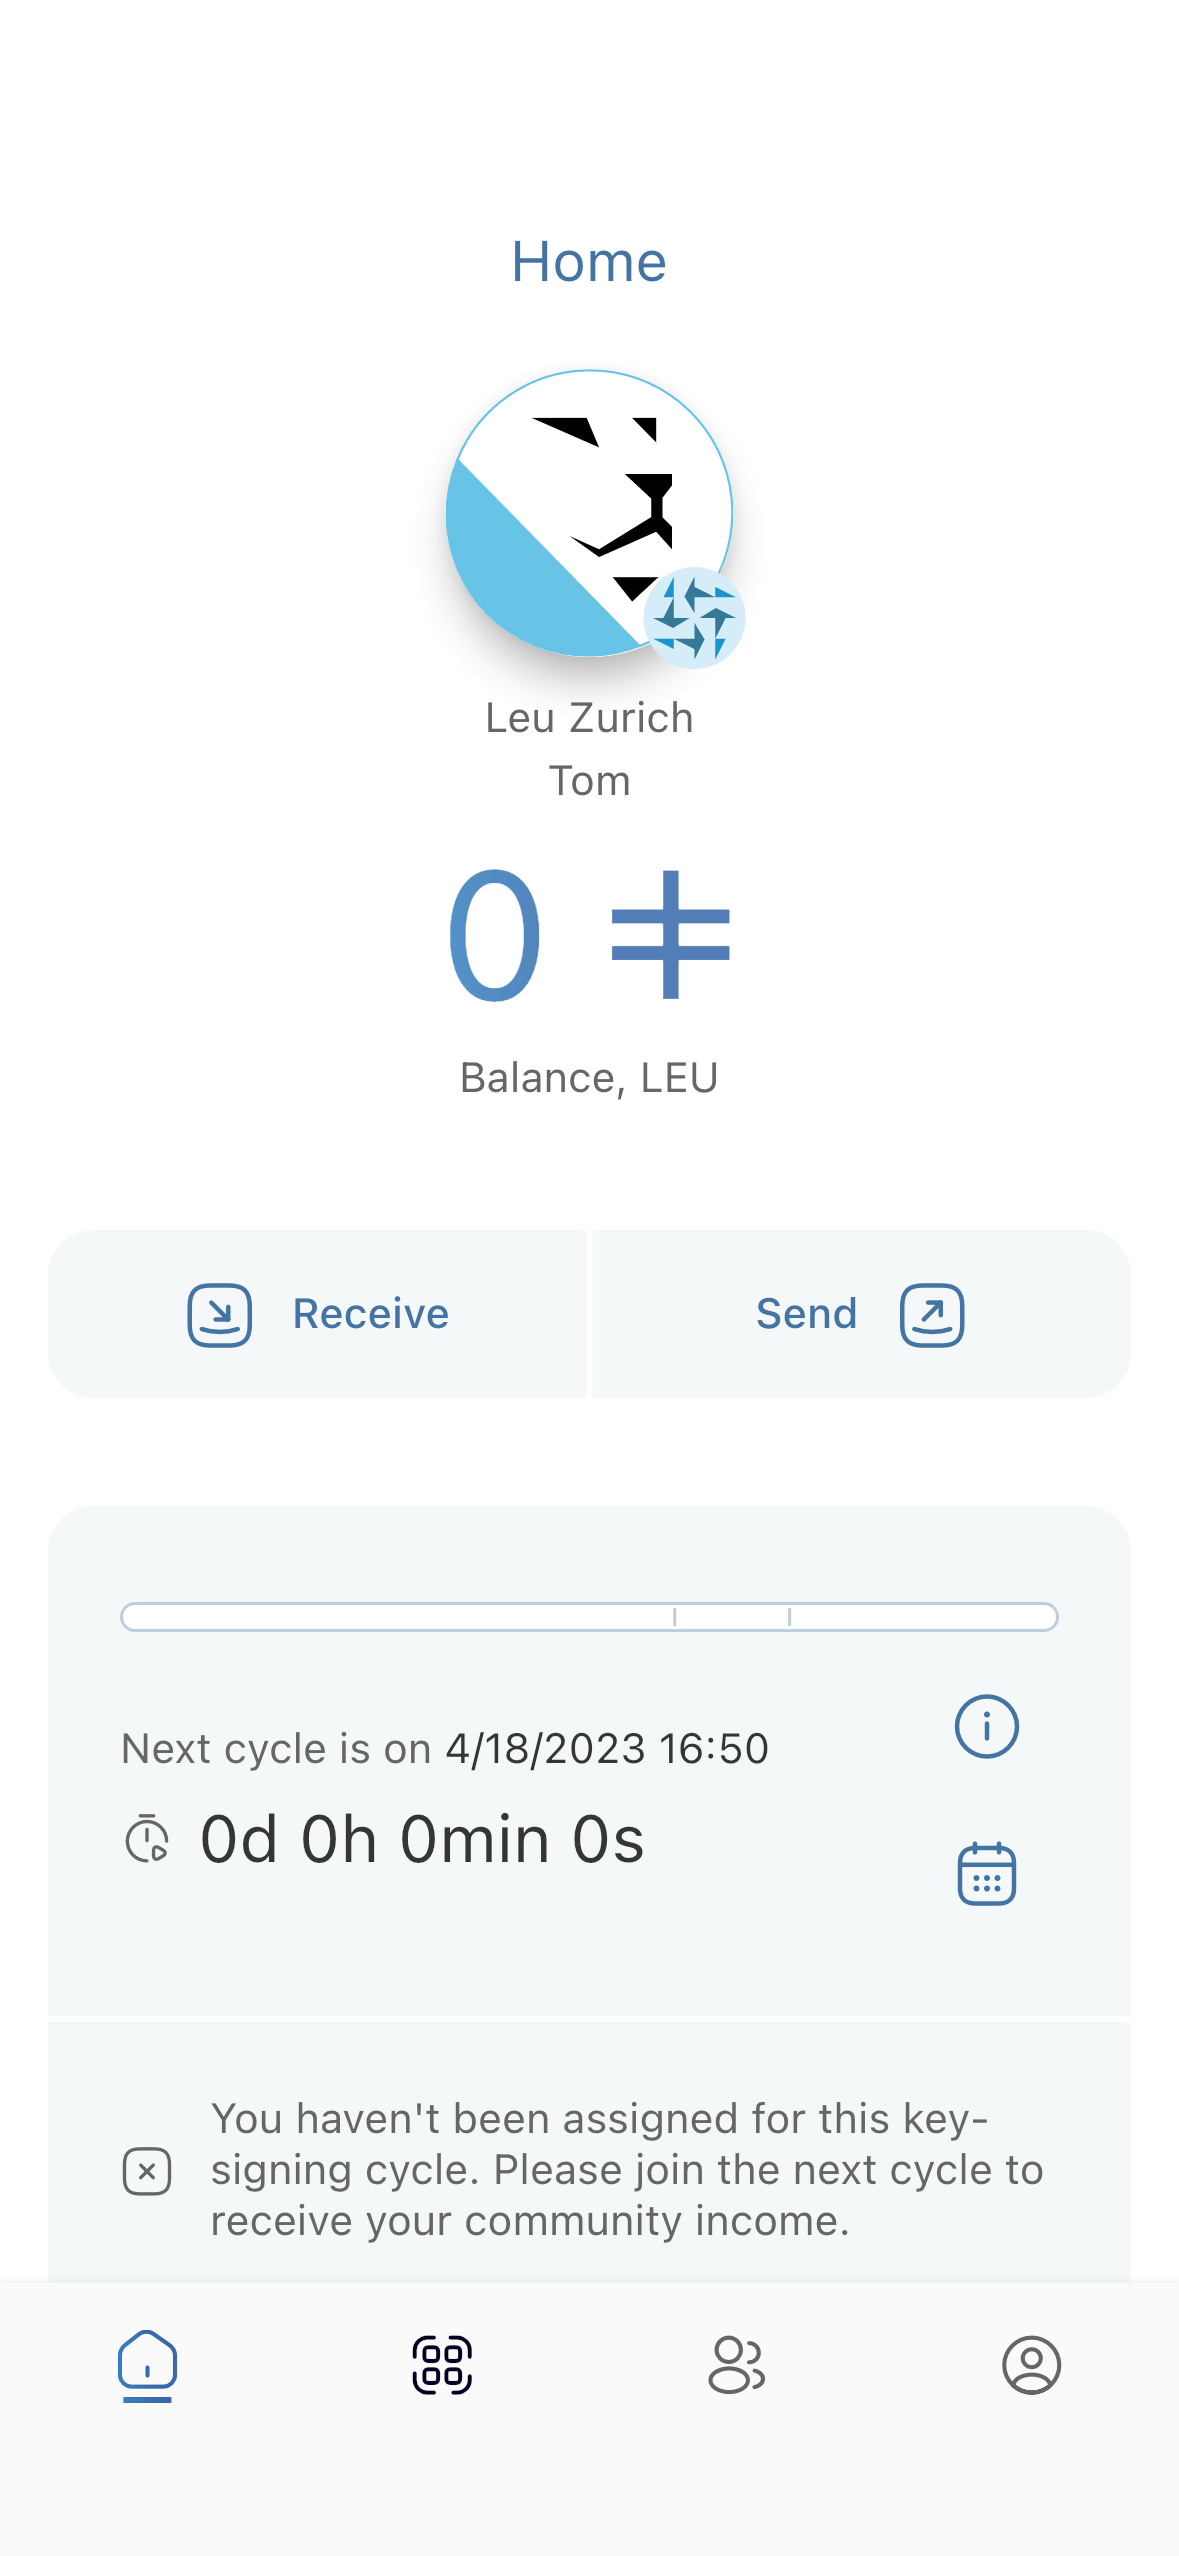 Home
Leu Zurich
Tom
0 ␩
Balance, LEU
Receive
Send
Next cycle is on 4/18/2023 16:50
0d 0h 0min 0s
You haven't been assigned for this key-
signing cycle. Please join the next cycle to
receive your community income.